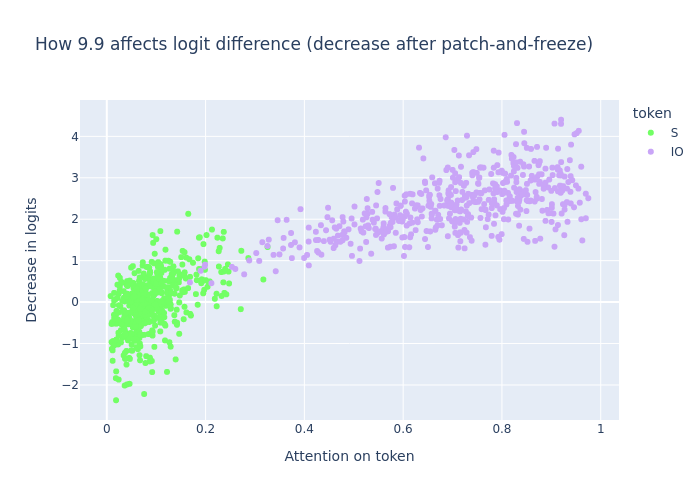 How 9.9 affects logit difference (decrease after patch-and-freeze)
token
S
IO
4
3
2
1
0
−1
−2
Decrease in logits
0
0.2
0.4
0.6
0.8
1
Attention on token